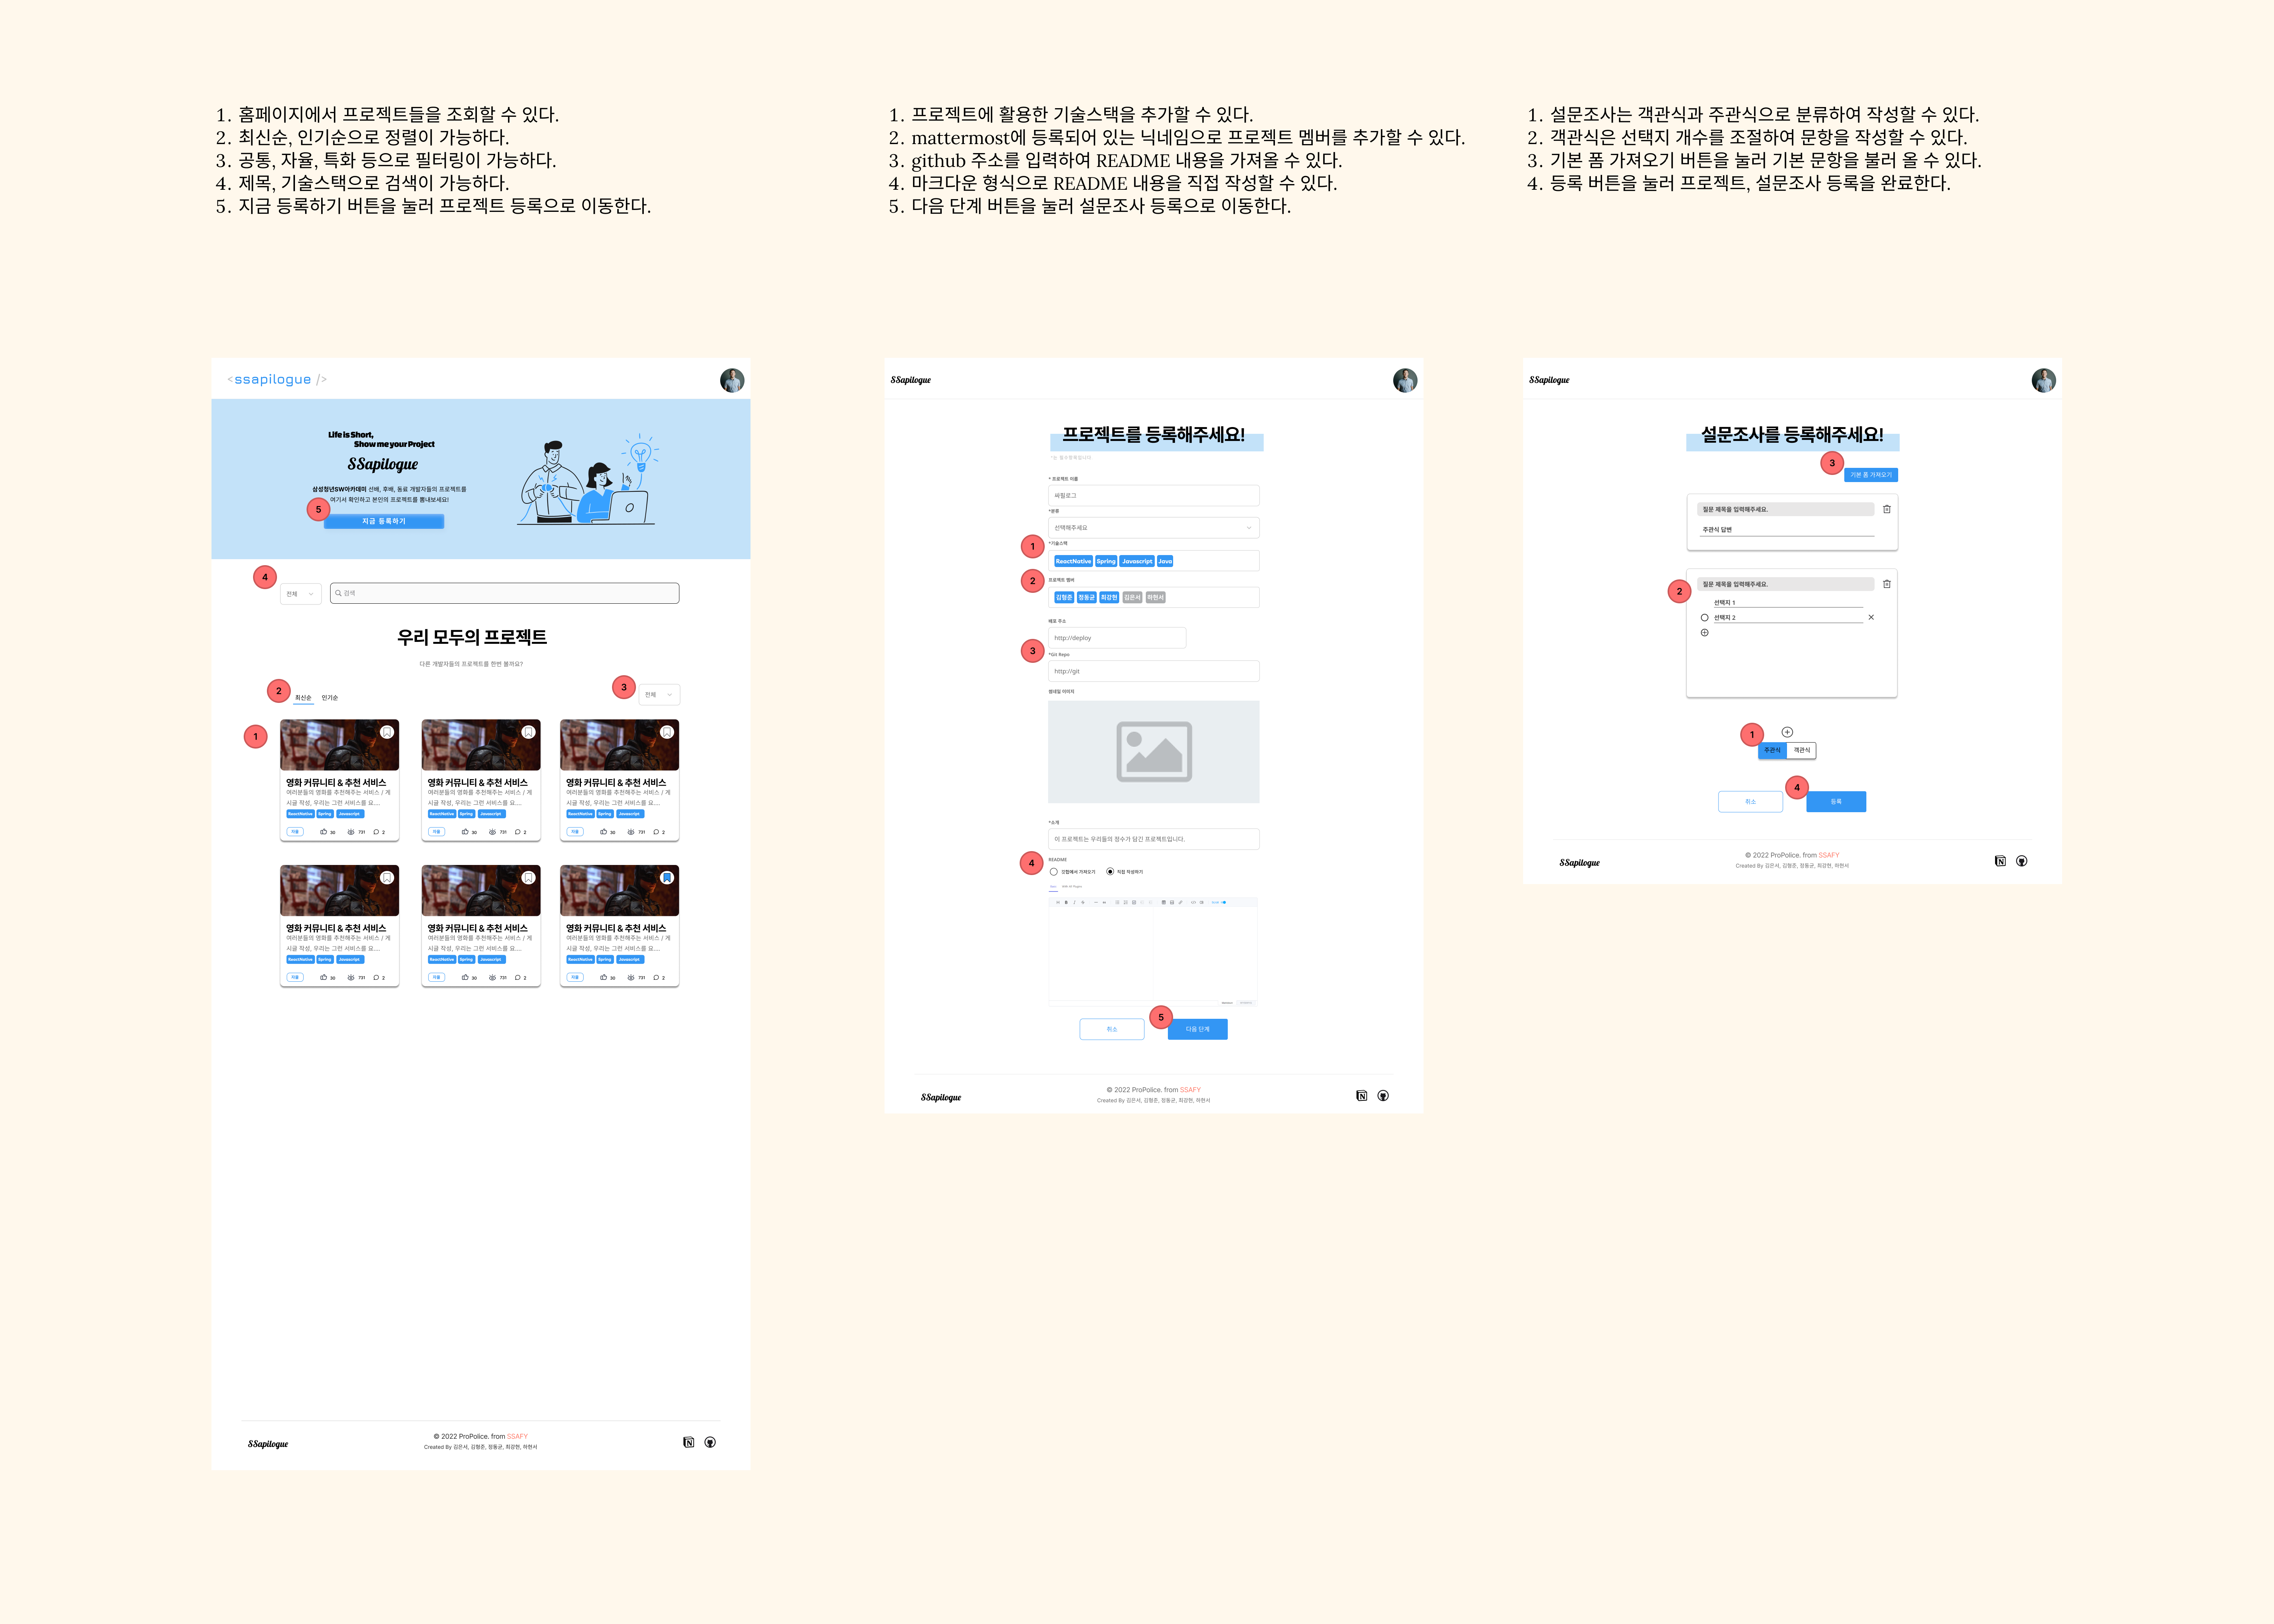 1. 홈페이지에서 프로젝트들을 조회할 수 있다.
2. 최신순, 인기순으로 정렬이 가능하다.
3. 공통, 자율, 특화 등으로 필터링이 가능하다.
4. 제목, 기술스택으로 검색이 가능하다.
5. 지금 등록하기 버튼을 눌러 프로젝트 등록으로 이동한다.
<ssapilogue />
Life is Short,
Show me your Project
SSapilogue
삼성청년SW아카데미 선배, 후배, 동료 개발자들의 프로젝트를
여기서 확인하고 본인의 프로젝트를 뽐내보세요!
5
지금 등록하기
4
전체
검색
우리 모두의 프로젝트
다른 개발자들의 프로젝트를 한번 볼까요?
2
최신순 인기순
3
전체
1
영화 커뮤니티 & 추천 서비스 영화 커뮤니티 & 추천 서비스 영화 커뮤니티 & 추천 서비스
여러분들의 영화를 추천해주는 서비스 / 게 여러분들의 영화를 추천해주는 서비스 / 게 여러분들의 영화를 추천해주는 서비스 / 게
시글 작성, 우리는 그런 서비스를 요.... 시글 작성, 우리는 그런 서비스를 요.... 시글 작성, 우리는 그런 서비스를 요....
ReactNative Spring Javascript ReactNative Spring Javascript ReactNative Spring Javascript
자율 30 731 2 자율 30 731 2 자율 30 731 2
영화 커뮤니티 & 추천 서비스 영화 커뮤니티 & 추천 서비스 영화 커뮤니티 & 추천 서비스
여러분들의 영화를 추천해주는 서비스 / 게 여러분들의 영화를 추천해주는 서비스 / 게 여러분들의 영화를 추천해주는 서비스 / 게
시글 작성, 우리는 그런 서비스를 요.... 시글 작성, 우리는 그런 서비스를 요.... 시글 작성, 우리는 그런 서비스를 요....
ReactNative Spring Javascript ReactNative Spring Javascript ReactNative Spring Javascript
자율 30 731 2 자율 30 731 2 자율 30 731 2
SSapilogue
© 2022 ProPolice. from SSAFY
Created By 김은서, 김형준, 정동균, 최강현, 하현서
1. 프로젝트에 활용한 기술스택을 추가할 수 있다.
2. mattermost에 등록되어 있는 닉네임으로 프로젝트 멤버를 추가할 수 있다.
3. github 주소를 입력하여 README 내용을 가져올 수 있다.
4. 마크다운 형식으로 README 내용을 직접 작성할 수 있다.
5. 다음 단계 버튼을 눌러 설문조사 등록으로 이동한다.
SSapilogue
프로젝트를 등록해주세요!
* 프로젝트 이름
싸필로그
*분류
선택해주세요
1
*기술스택
ReactNative Spring Javascript Java
2
프로젝트 멤버
김형준 정동균 최강현 김은서 하현서
배포 주소
http://deploy
3
*Git Repo
http://git
썸네일 이미지
*소개
이 프로젝트는 우리들의 정수가 담긴 프로젝트입니다.
4
README
깃헙에서 가져오기 직접 작성하기
5
취소 다음 단계
SSapilogue
© 2022 ProPolice. from SSAFY
Created By 김은서, 김형준, 정동균, 최강현, 하현서
1. 설문조사는 객관식과 주관식으로 분류하여 작성할 수 있다.
2. 객관식은 선택지 개수를 조절하여 문항을 작성할 수 있다.
3. 기본 폼 가져오기 버튼을 눌러 기본 문항을 불러 올 수 있다.
4. 등록 버튼을 눌러 프로젝트, 설문조사 등록을 완료한다.
SSapilogue
설문조사를 등록해주세요!
3
기본 폼 가져오기
질문 제목을 입력해주세요.
주관식 답변
2
질문 제목을 입력해주세요.
선택지 1
선택지 2
1
주관식 객관식
4
취소 등록
SSapilogue
© 2022 ProPolice. from SSAFY
Created By 김은서, 김형준, 정동균, 최강현, 하현서